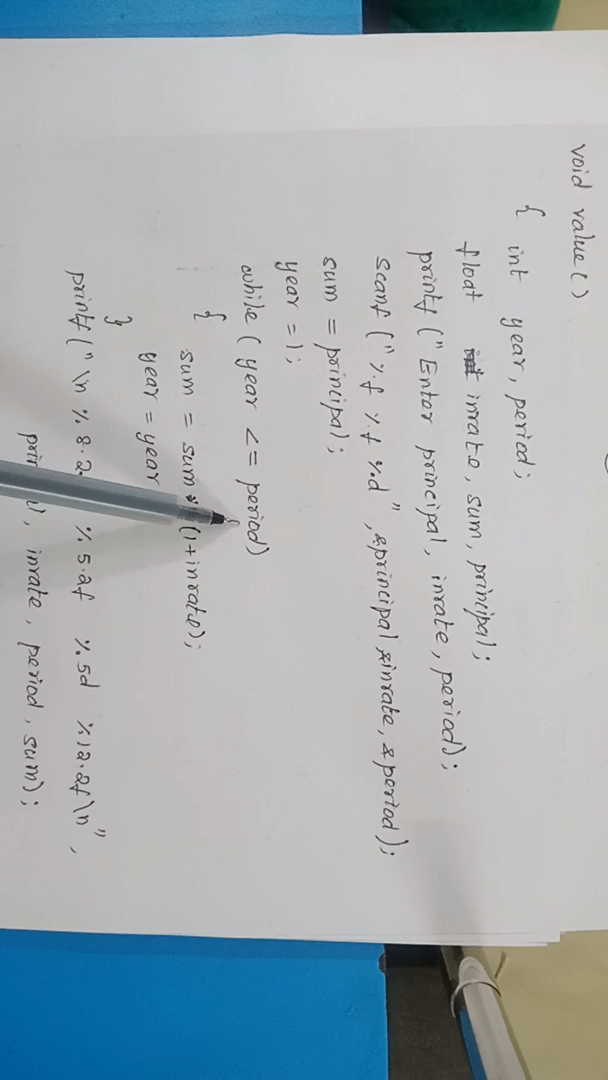 void value()
{ int year, period;
float inrate, sum, principal;
printf ("Enter principal, inrate, period);
scanf ("%f %f %d", &principal &inrate, &period);
sum = principal;
year = 1;
while (year <= period)
{ sum = sum * (1+inrate);
year = year
}
printf ("\n %8.2 %5.2f %5d %12.2f\n",
inrate, period, sum);